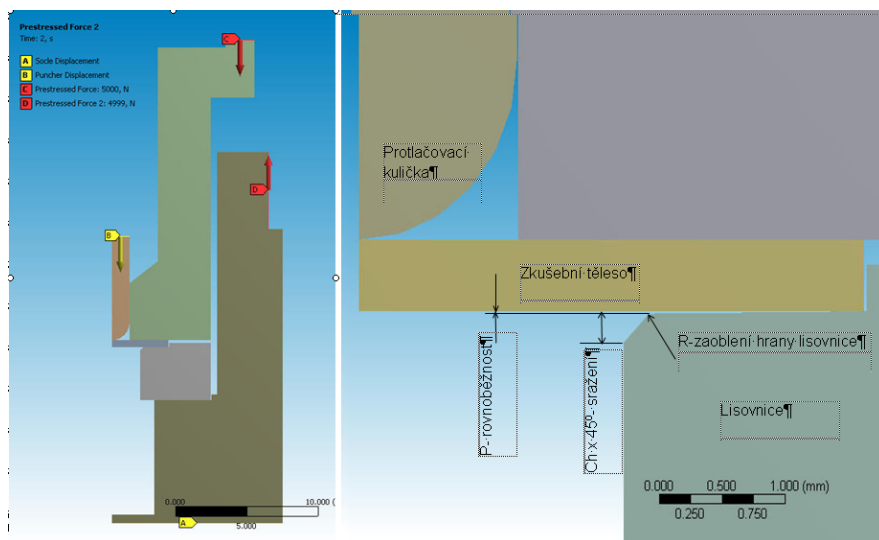 Prestressed Force 2
Time: 2, s
A Sode Displacement
B Puncher Displacement
C Prestressed Force: 5000, N
D Prestressed Force 2: 4999, N
C
D
B
A
0.000
10.000 (
5.000
Protlačovací·
kulička¶
Zkušební·těleso¶
P-·rovnoběžnost¶
Ch·x·45º-·sražení¶
R-zaoblení·hrany·lisovnice¶
Lisovnice¶
0.000 0.500 1.000 (mm)
0.250 0.750